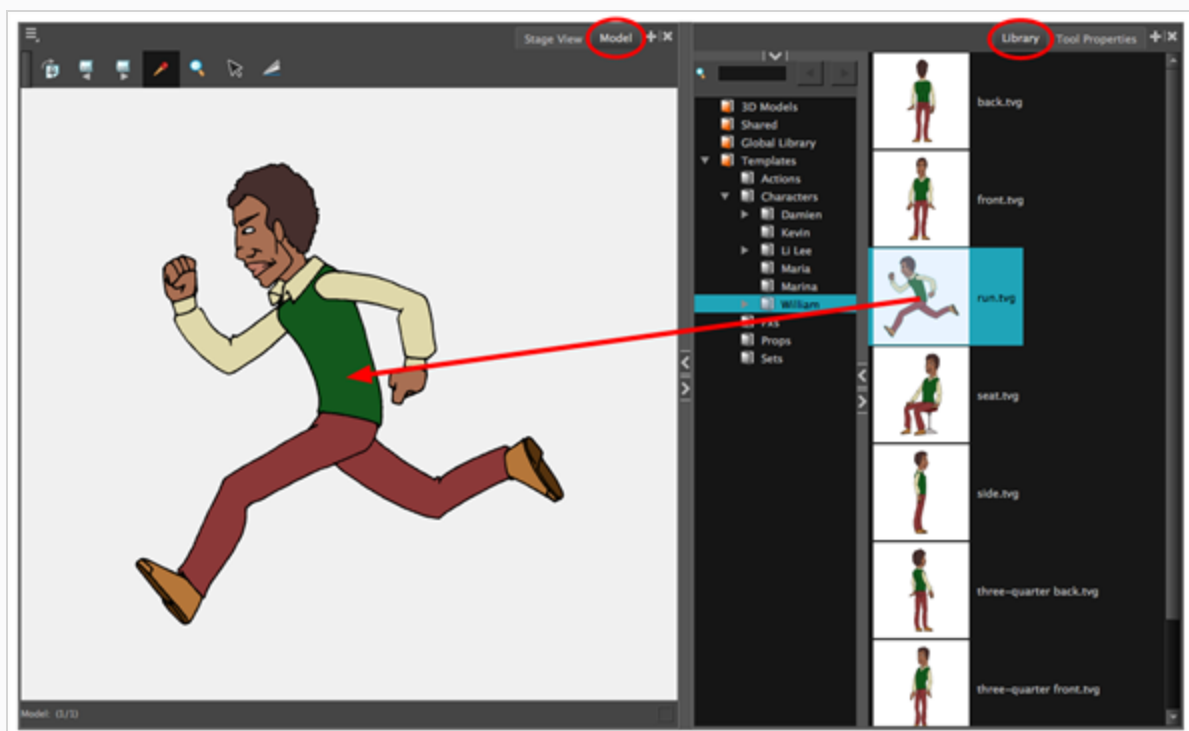 Stage View
Model
Library
Tool Properties
3D Models
Shared
Global Library
Templates
Actions
Characters
Damien
Kevin
Li Lee
Maria
Marina
William
FXs
Props
Sets
back.tvg
front.tvg
run.tvg
seat.tvg
side.tvg
three-quarter back.tvg
three-quarter front.tvg
Model: (1/1)